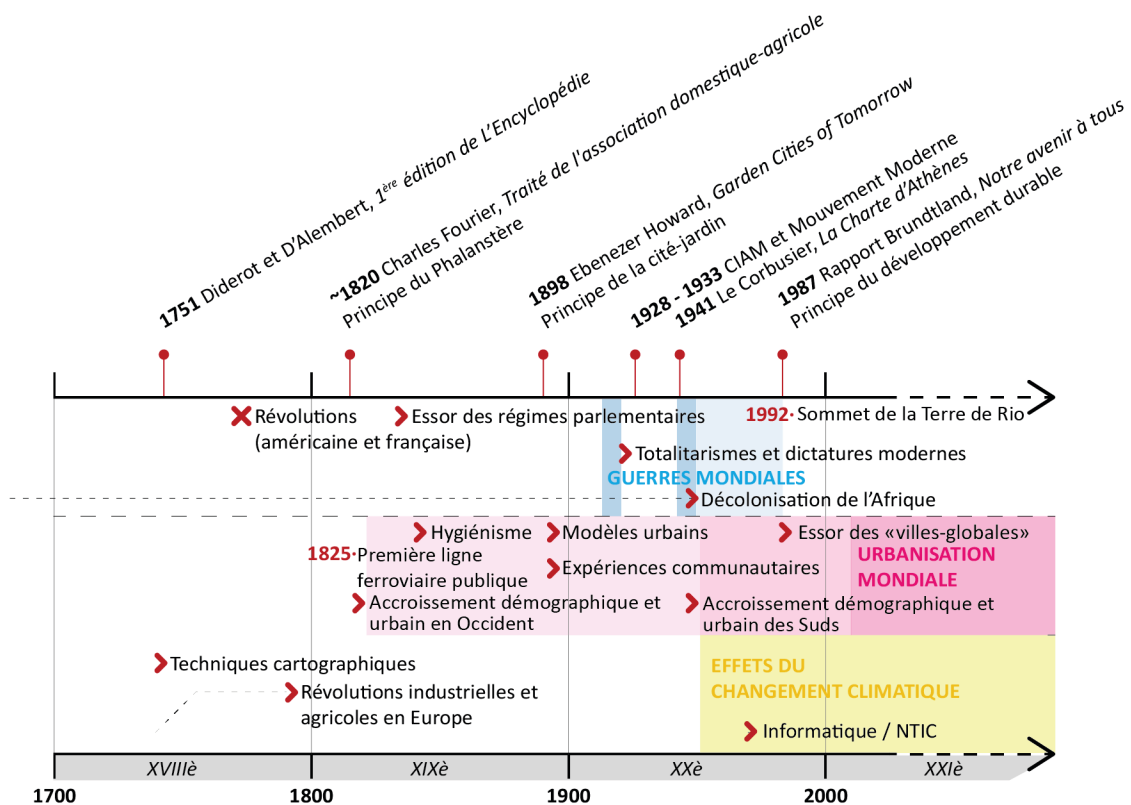 1751 Diderot et D'Alembert, 1ère édition de L'Encyclopédie
~1820 Charles Fourier, Traité de l'association domestique-agricole
Principe du Phalanstère
1898 Ebenezer Howard, Garden Cities of Tomorrow
Principe de la cité-jardin
1928 - 1933 CIAM et Mouvement Moderne
1941 Le Corbusier, La Charte d'Athènes
1987 Rapport Brundtland, Notre avenir à tous
Principe du développement durable
Révolutions
(américaine et française)
Essor des régimes parlementaires
1992· Sommet de la Terre de Rio
Totalitarismes et dictatures modernes
GUERRES MONDIALES
Décolonisation de l'Afrique
Hygiénisme
Modèles urbains
Essor des «villes-globales»
1825· Première ligne
ferroviaire publique
URBANISATION
MONDIALE
Expériences communautaires
Accroissement démographique et
urbain en Occident
Accroissement démographique et
urbain des Suds
Techniques cartographiques
EFFETS DU
CHANGEMENT CLIMATIQUE
Révolutions industrielles et
agricoles en Europe
Informatique / NTIC
XVIIIè XIXè XXè XXIè
1700 1800 1900 2000